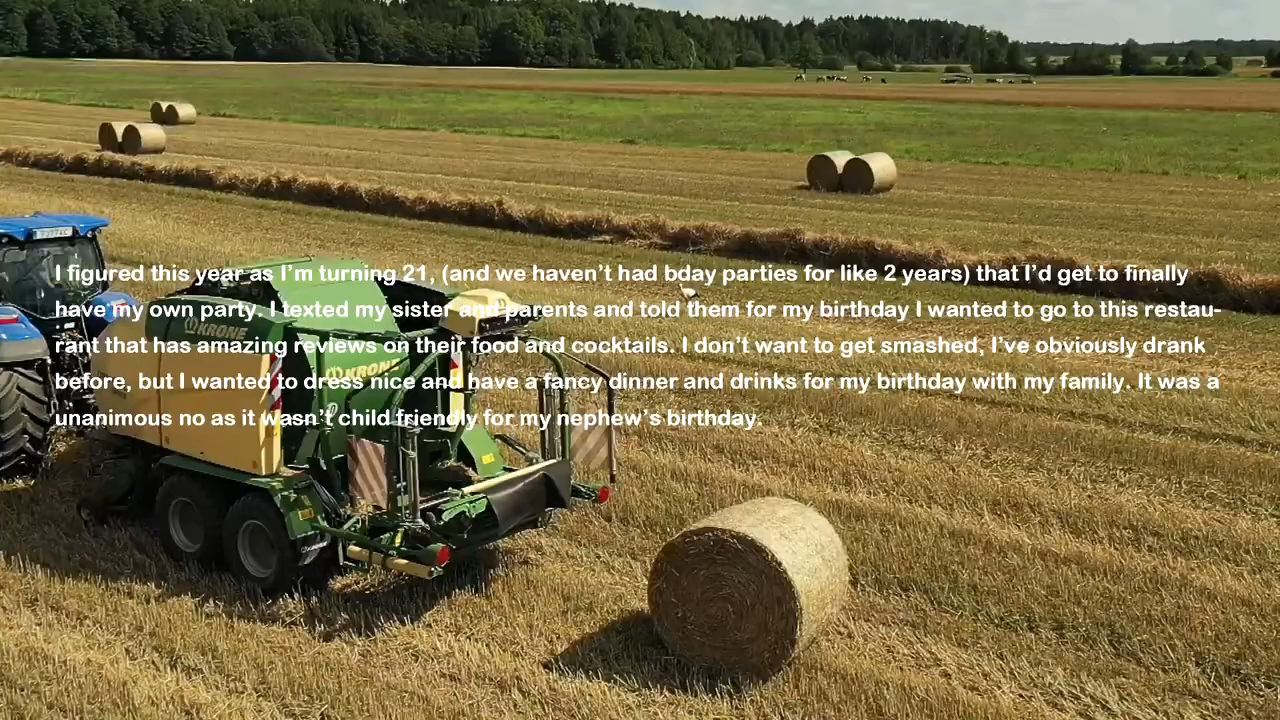 I figured this year as I’m turning 21, (and we haven’t had bday parties for like 2 years) that I’d get to finally
have my own party. I texted my sister and parents and told them for my birthday I wanted to go to this restau-
rant that has amazing reviews on their food and cocktails. I don’t want to get smashed, I’ve obviously drank
before, but I wanted to dress nice and have a fancy dinner and drinks for my birthday with my family. It was a
unanimous no as it wasn’t child friendly for my nephew’s birthday.
KRONE
KRONE